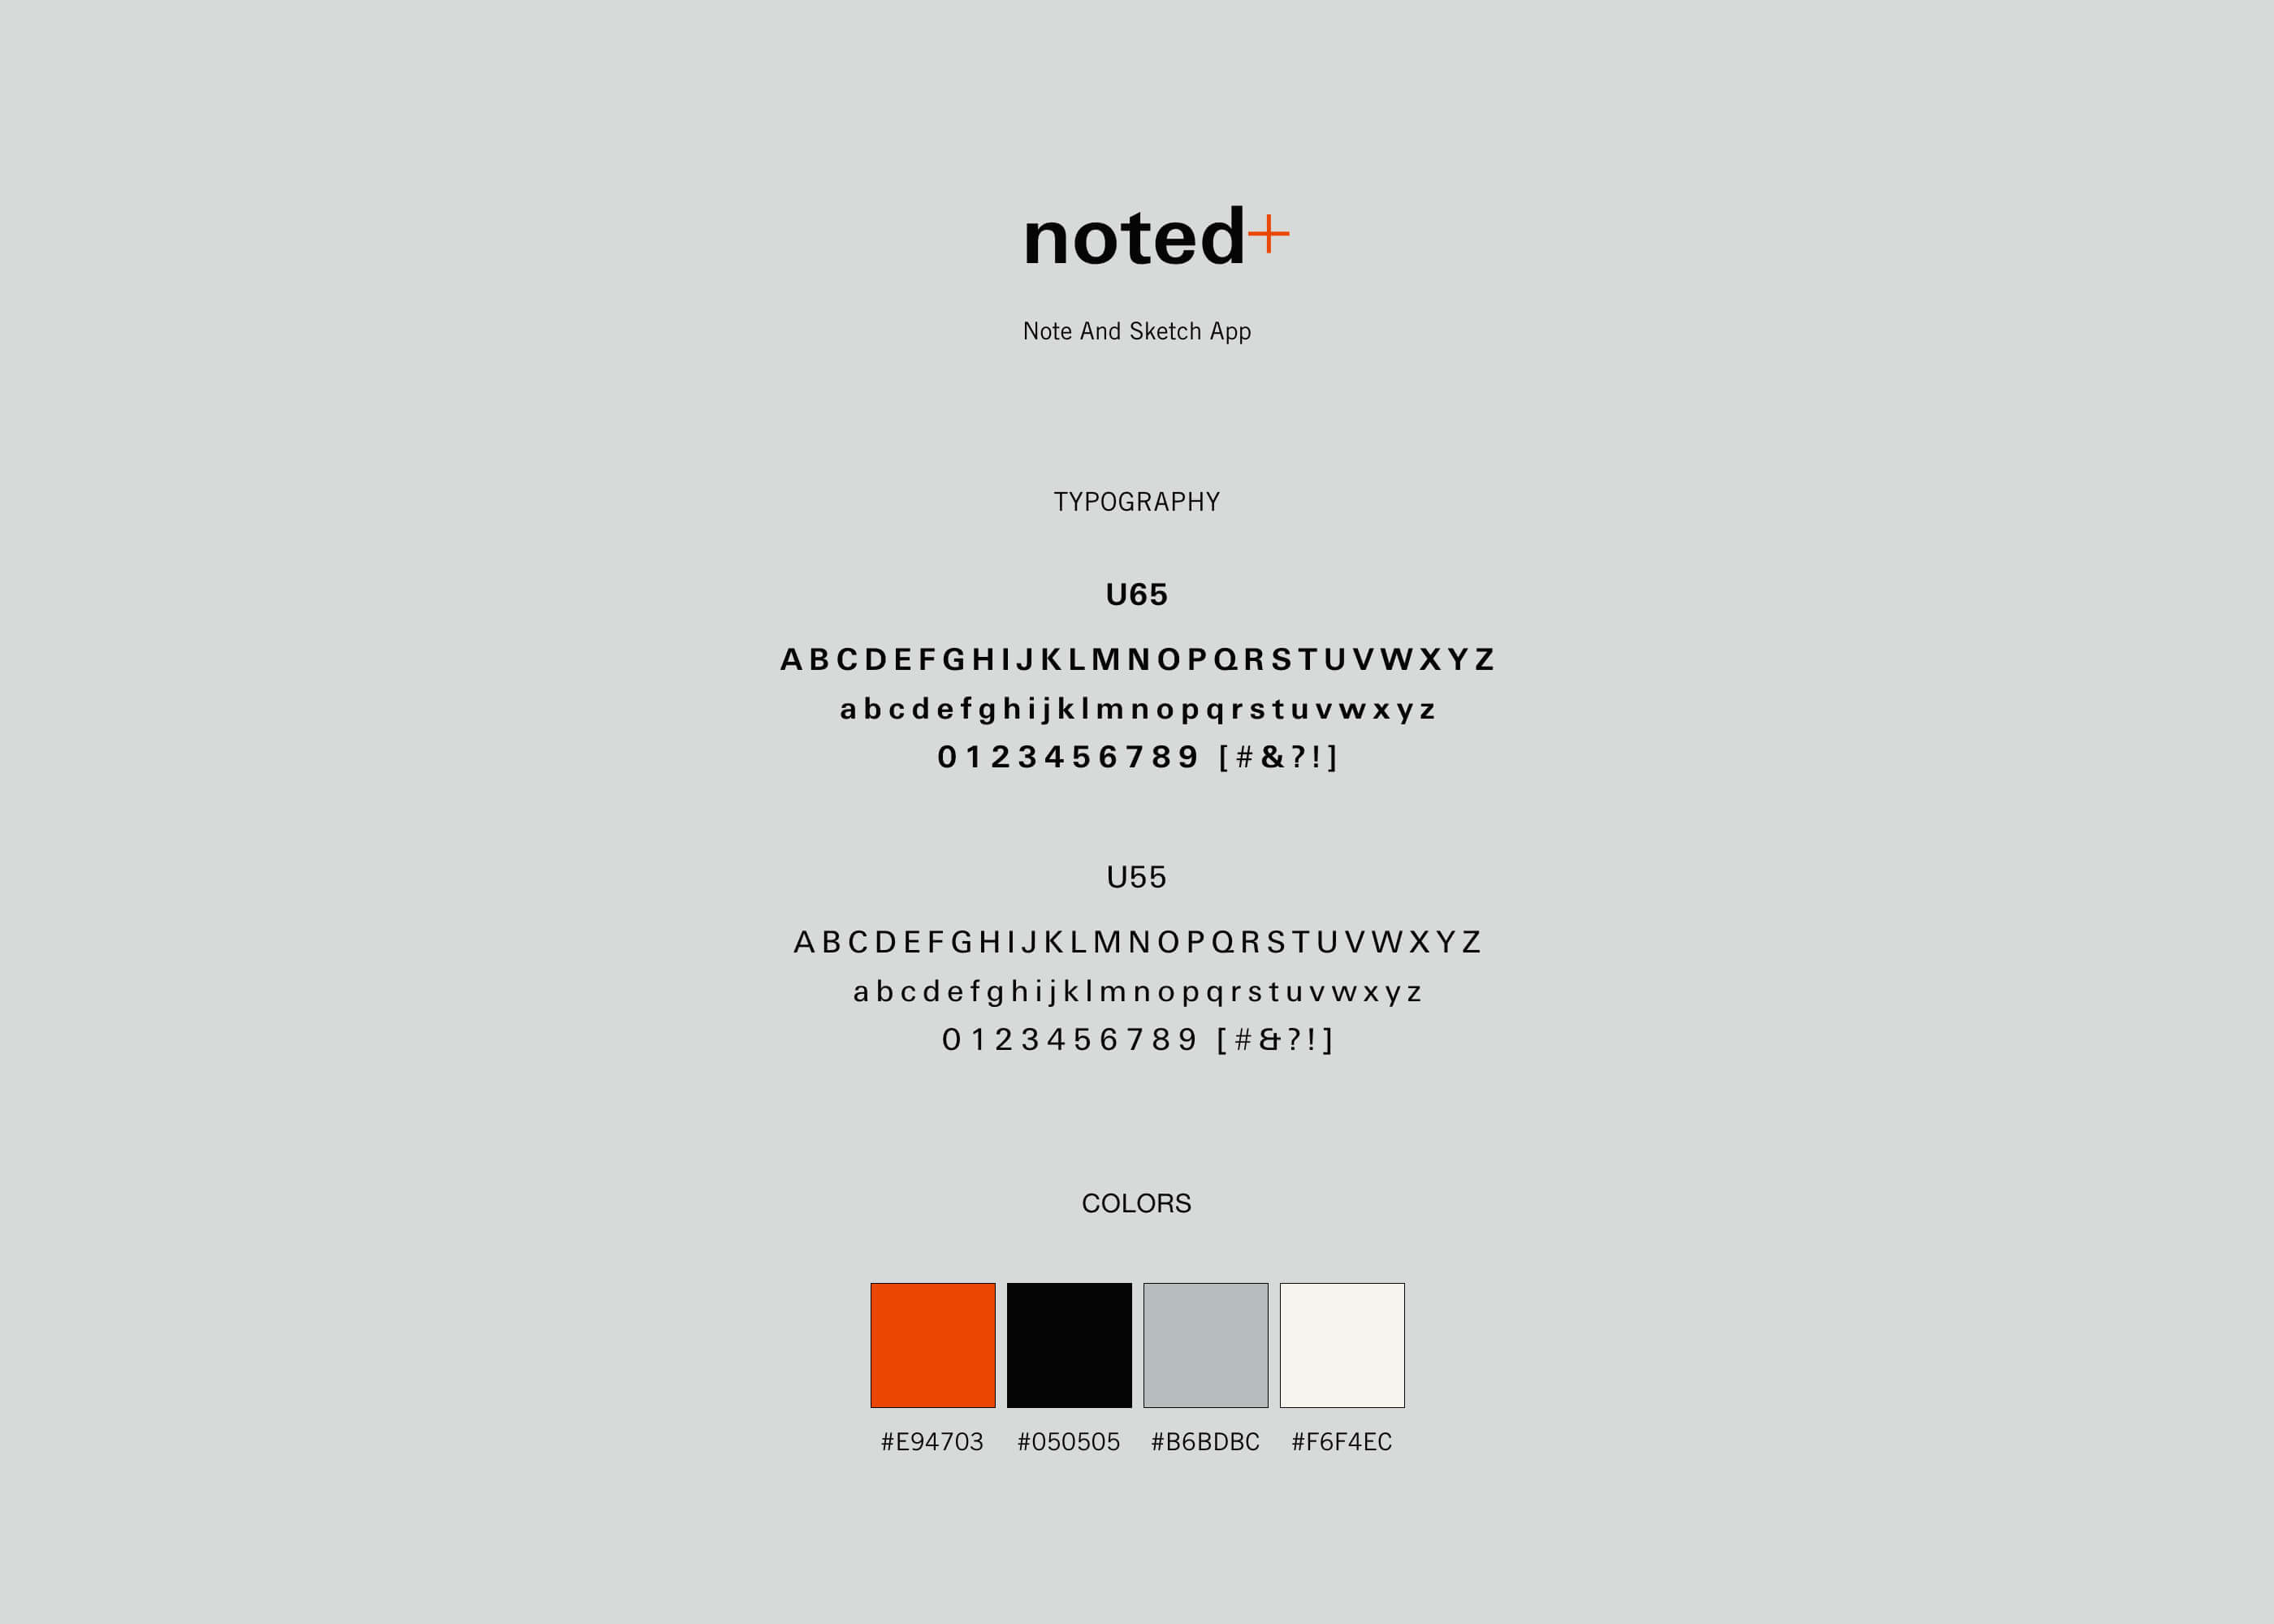 noted+
Note And Sketch App
TYPOGRAPHY
U65
A B C D E F G H I J K L M N O P Q R S T U V W X Y Z
a b c d e f g h i j k l m n o p q r s t u v w x y z
0 1 2 3 4 5 6 7 8 9 [ # & ? ! ]
U55
A B C D E F G H I J K L M N O P Q R S T U V W X Y Z
a b c d e f g h i j k l m n o p q r s t u v w x y z
0 1 2 3 4 5 6 7 8 9 [ # & ? ! ]
COLORS
#E94703 #050505 #B6BDBC #F6F4EC